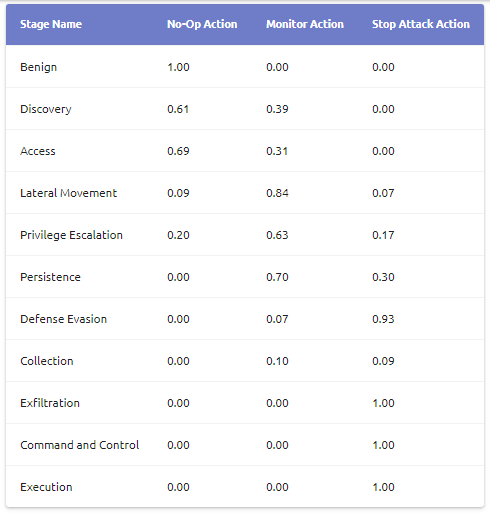 Stage Name No-Op Action Monitor Action Stop Attack Action
Benign 1.00 0.00 0.00
Discovery 0.61 0.39 0.00
Access 0.69 0.31 0.00
Lateral Movement 0.09 0.84 0.07
Privilege Escalation 0.20 0.63 0.17
Persistence 0.00 0.70 0.30
Defense Evasion 0.00 0.07 0.93
Collection 0.00 0.10 0.09
Exfiltration 0.00 0.00 1.00
Command and Control 0.00 0.00 1.00
Execution 0.00 0.00 1.00